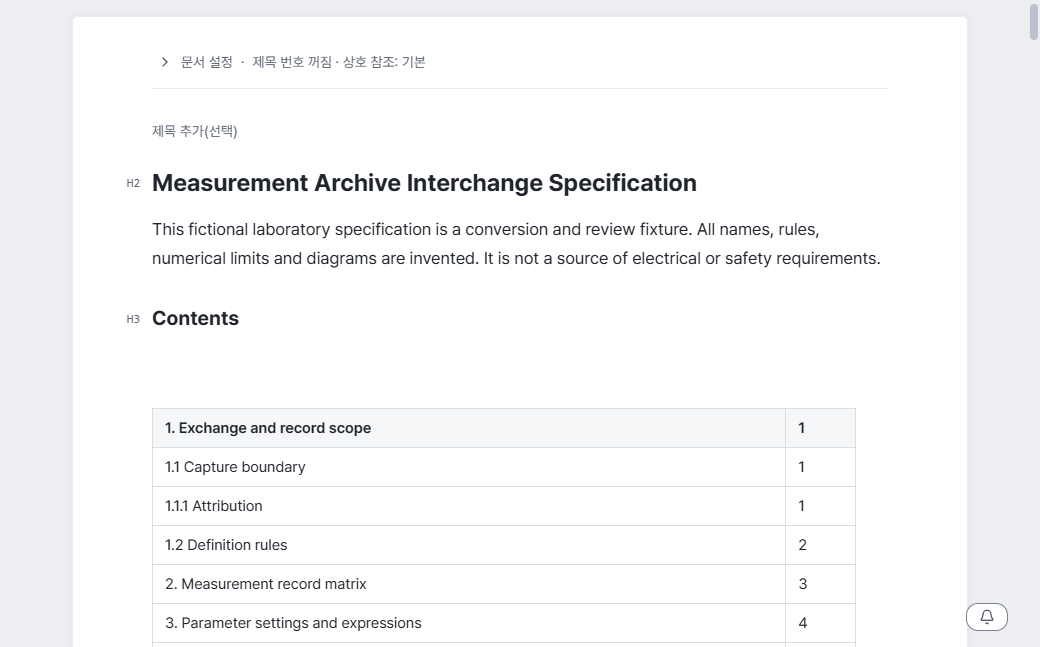 문서 설정 · 제목 번호 꺼짐 · 상호 참조: 기본
제목 추가(선택)
H2 Measurement Archive Interchange Specification
This fictional laboratory specification is a conversion and review fixture. All names, rules,
numerical limits and diagrams are invented. It is not a source of electrical or safety requirements.
H3 Contents
1. Exchange and record scope 1
1.1 Capture boundary 1
1.1.1 Attribution 1
1.2 Definition rules 2
2. Measurement record matrix 3
3. Parameter settings and expressions 4